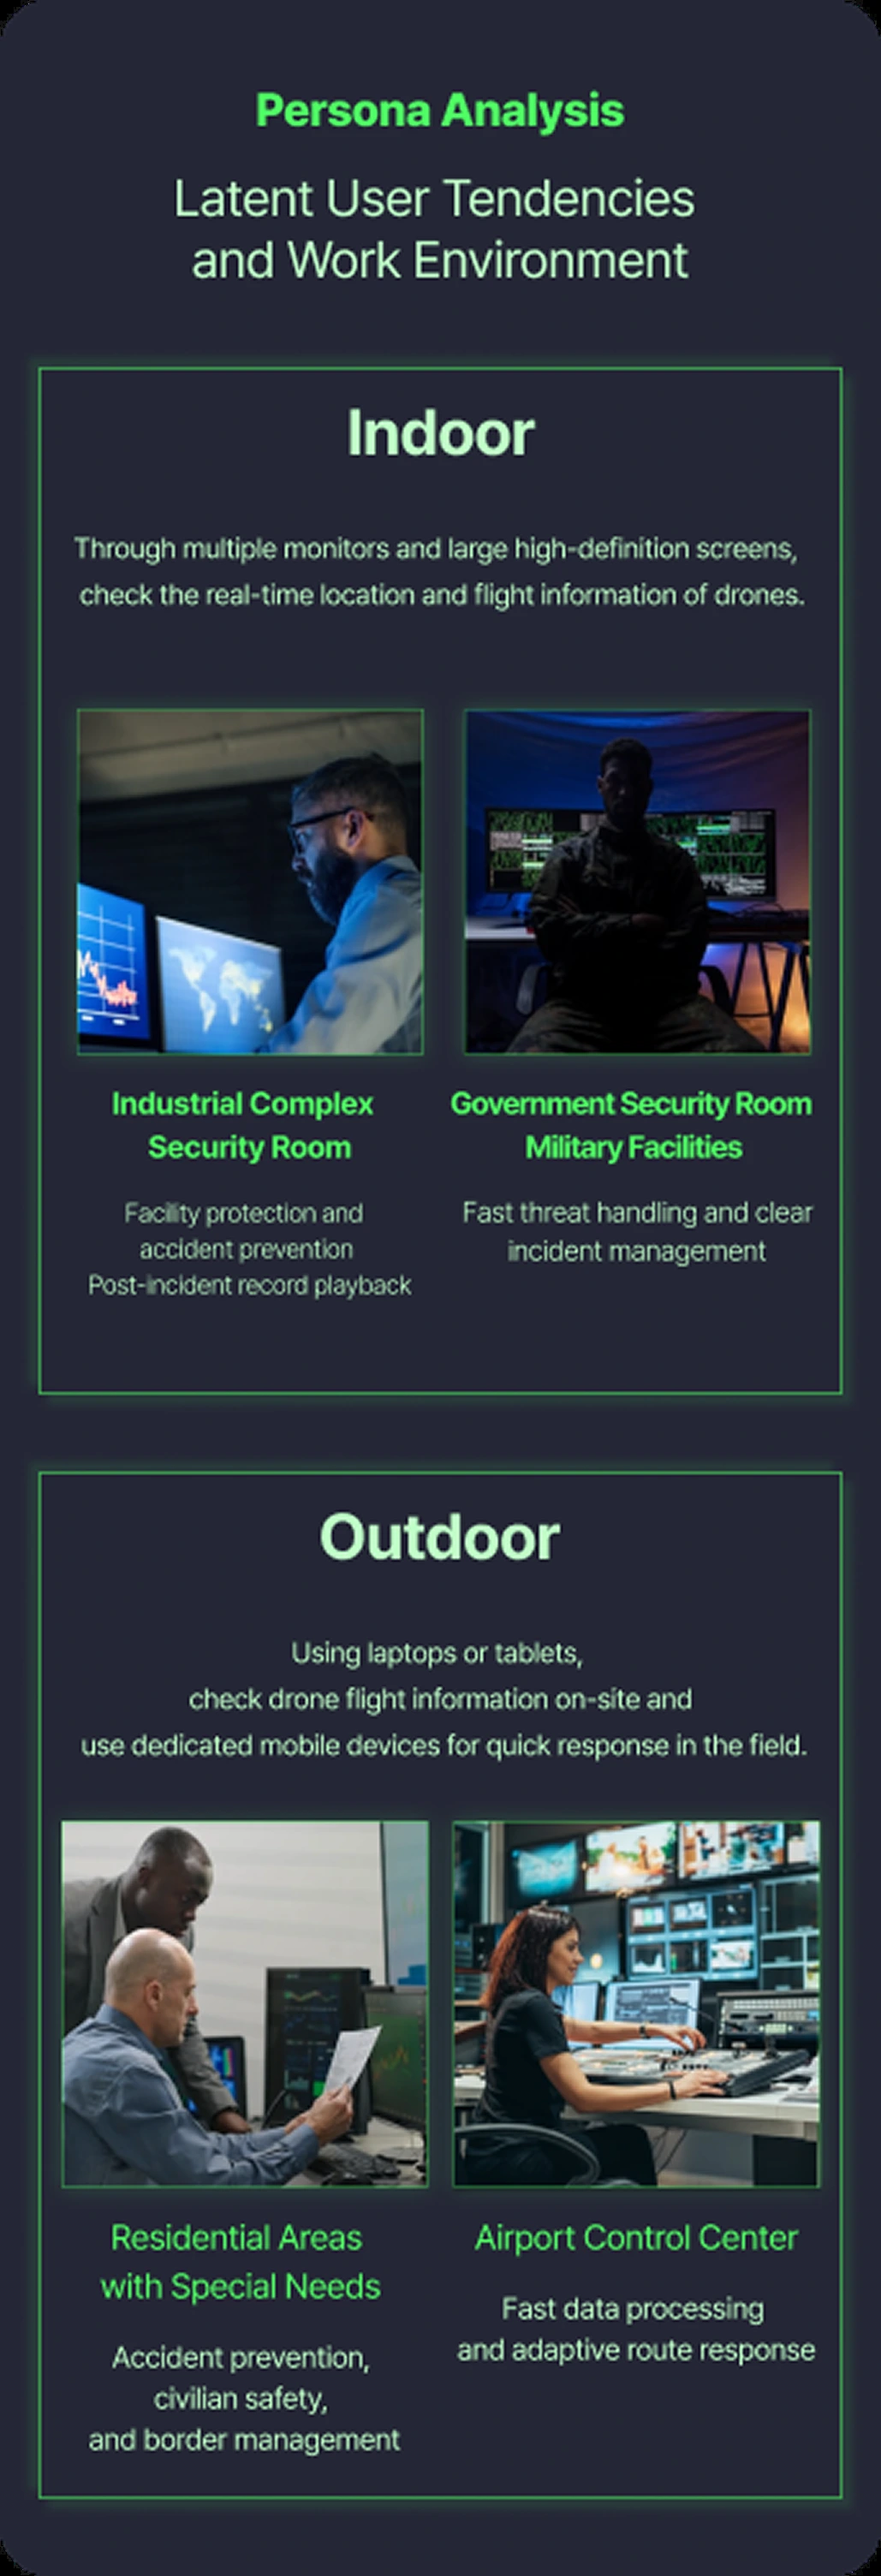 Persona Analysis
Latent User Tendencies
and Work Environment
Indoor
Through multiple monitors and large high-definition screens,
check the real-time location and flight information of drones.
Industrial Complex
Security Room
Facility protection and
accident prevention
Post-incident record playback
Government Security Room
Military Facilities
Fast threat handling and clear
incident management
Outdoor
Using laptops or tablets,
check drone flight information on-site and
use dedicated mobile devices for quick response in the field.
Residential Areas
with Special Needs
Accident prevention,
civilian safety,
and border management
Airport Control Center
Fast data processing
and adaptive route response